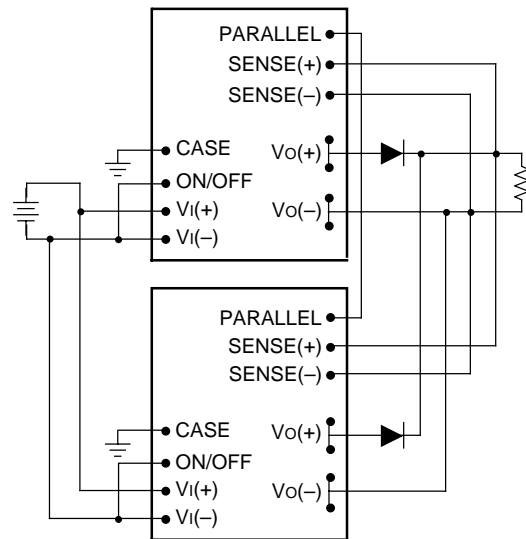 PARALLEL
SENSE(+)
SENSE(–)
CASE
VO(+)
ON/OFF
VI(+)
VO(–)
VI(–)
PARALLEL
SENSE(+)
SENSE(–)
CASE
VO(+)
ON/OFF
VI(+)
VO(–)
VI(–)